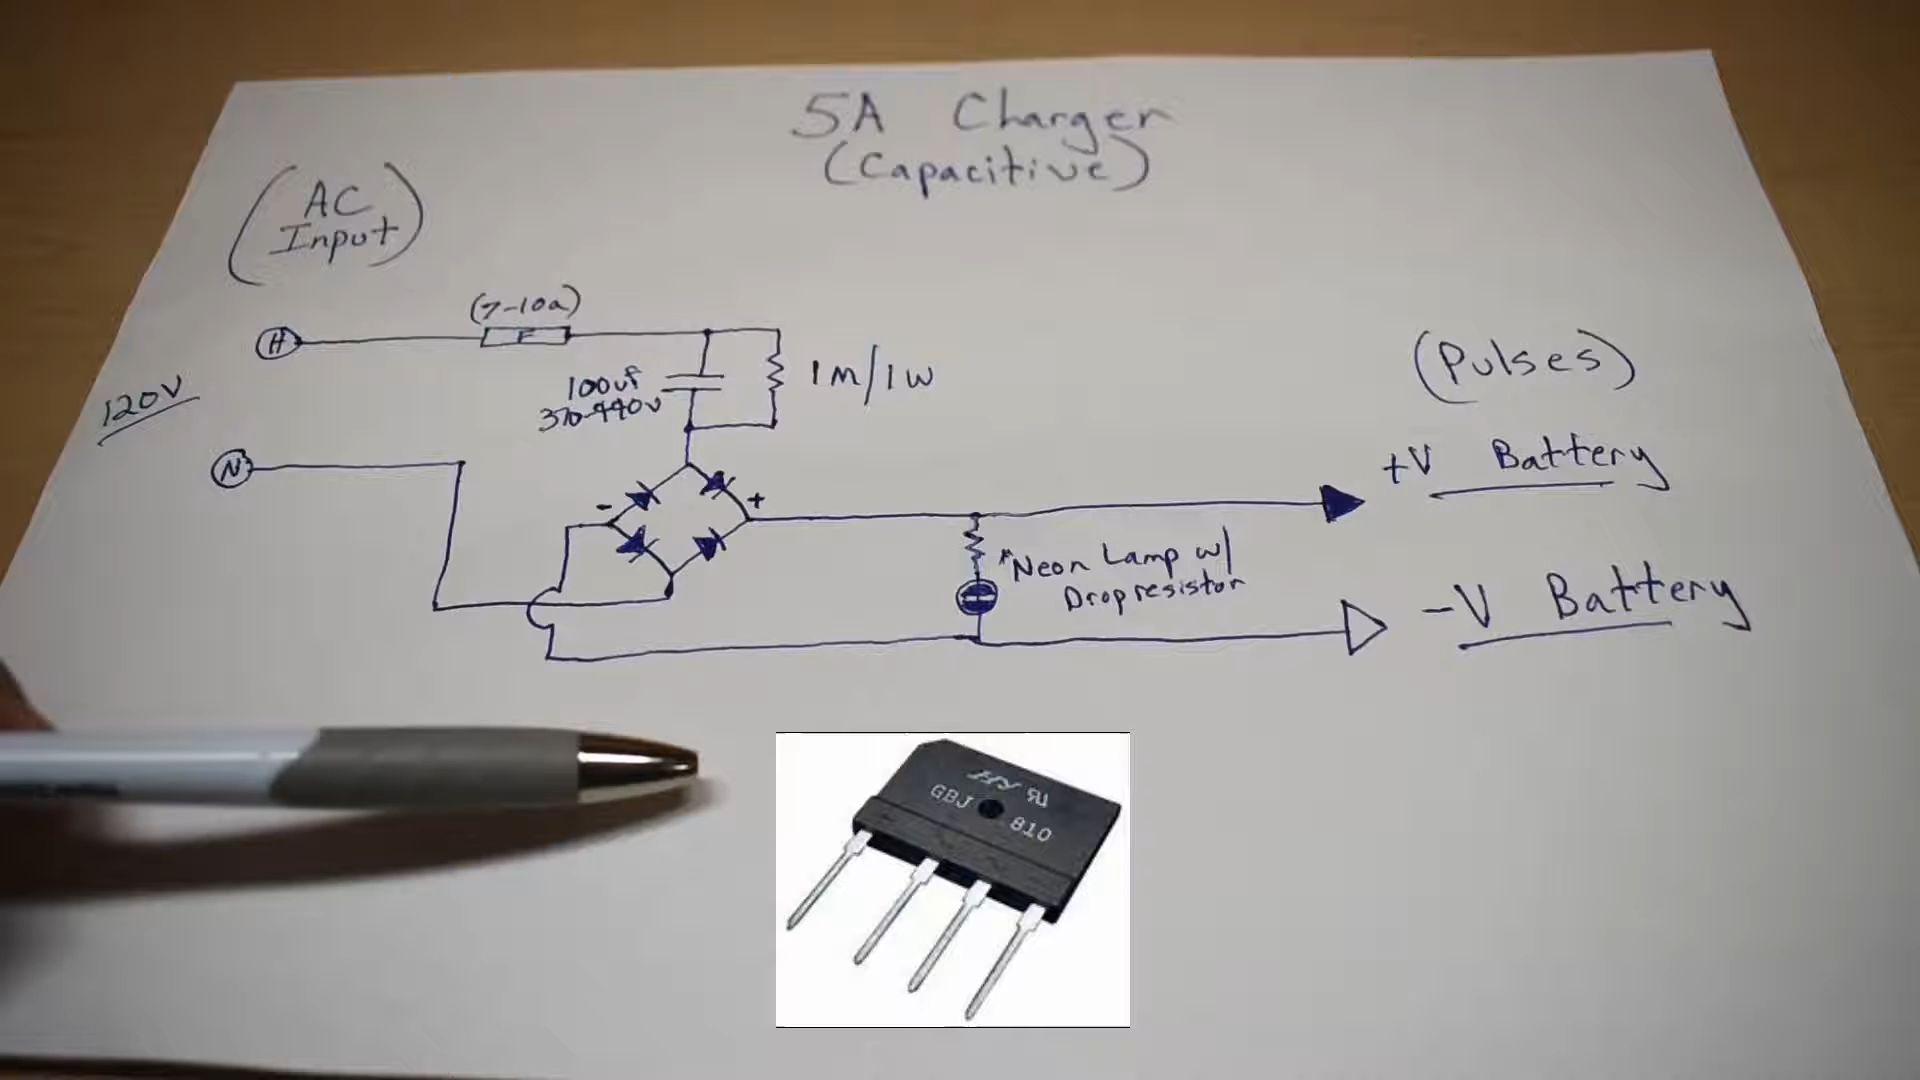 5A Charger
(Capacitive)
(AC
Input)
(7-10a)
H
F
120V
100uf
370-440v
1M/1W
(Pulses)
N
+V Battery
- +
*Neon Lamp w/
Drop resistor
-V Battery
HY
GBJ 810